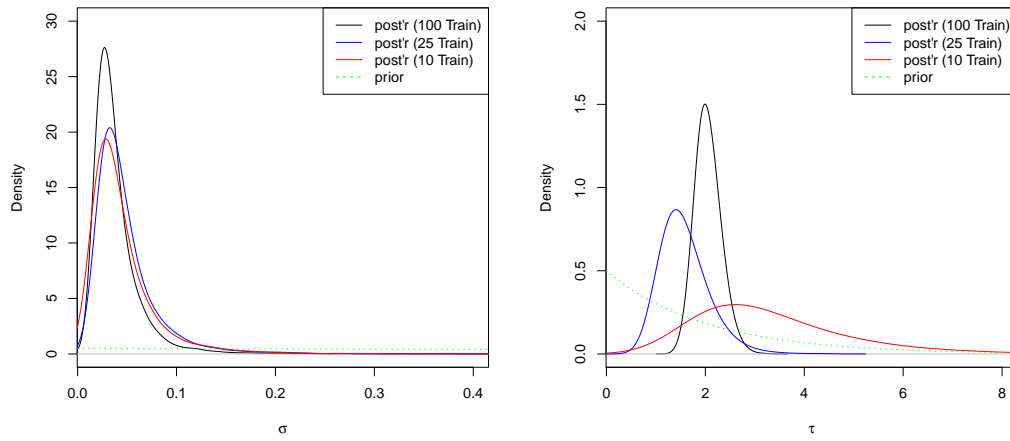 post'r (100 Train)
post'r (25 Train)
post'r (10 Train)
prior
30
25
20
15
10
5
0
Density
0.0
0.1
0.2
0.3
0.4
σ
post'r (100 Train)
post'r (25 Train)
post'r (10 Train)
prior
2.0
1.5
1.0
0.5
0.0
Density
0
2
4
6
8
τ